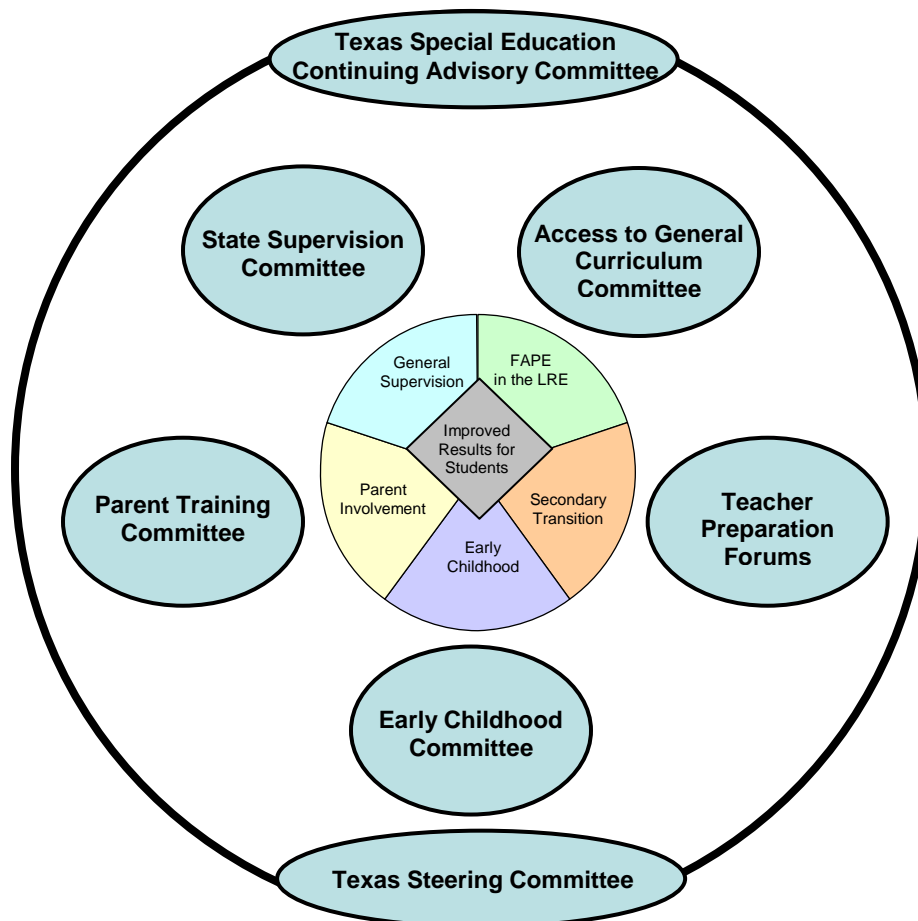 Texas Special Education
Continuing Advisory Committee
State Supervision
Committee
Access to General
Curriculum
Committee
General
Supervision
FAPE
in the LRE
Improved
Results for
Students
Parent
Involvement
Secondary
Transition
Early
Childhood
Parent Training
Committee
Teacher
Preparation
Forums
Early Childhood
Committee
Texas Steering Committee